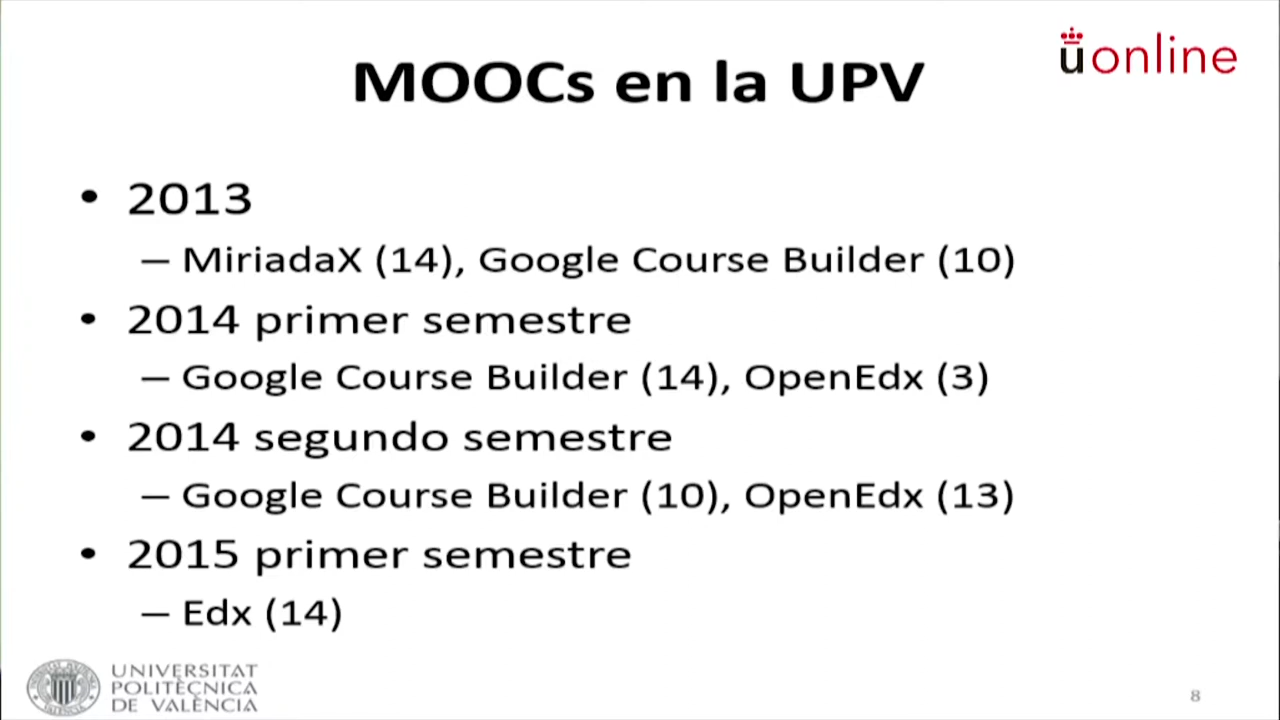 MOOCs en la UPV
uonline
• 2013
– MiriadaX (14), Google Course Builder (10)
• 2014 primer semestre
– Google Course Builder (14), OpenEdx (3)
• 2014 segundo semestre
– Google Course Builder (10), OpenEdx (13)
• 2015 primer semestre
– Edx (14)
UNIVERSITAT
POLITÈCNICA
DE VALÈNCIA
8